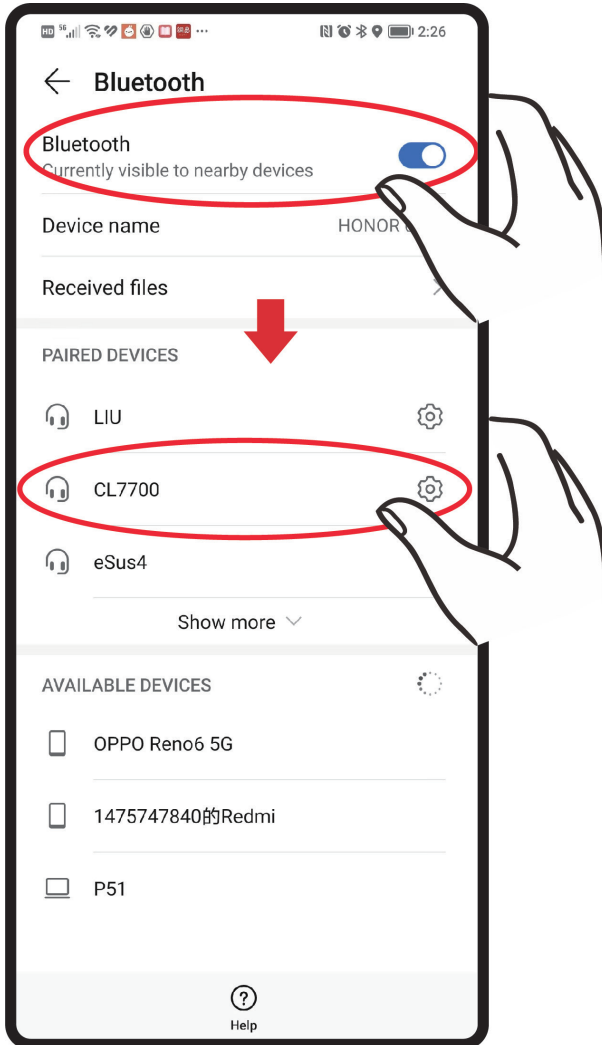 HD 5G 2:26
Bluetooth
Bluetooth
Currently visible to nearby devices
Device name HONOR
Received files
PAIRED DEVICES
LIU
CL7700
eSus4
Show more
AVAILABLE DEVICES
OPPO Reno6 5G
1475747840的Redmi
P51
Help